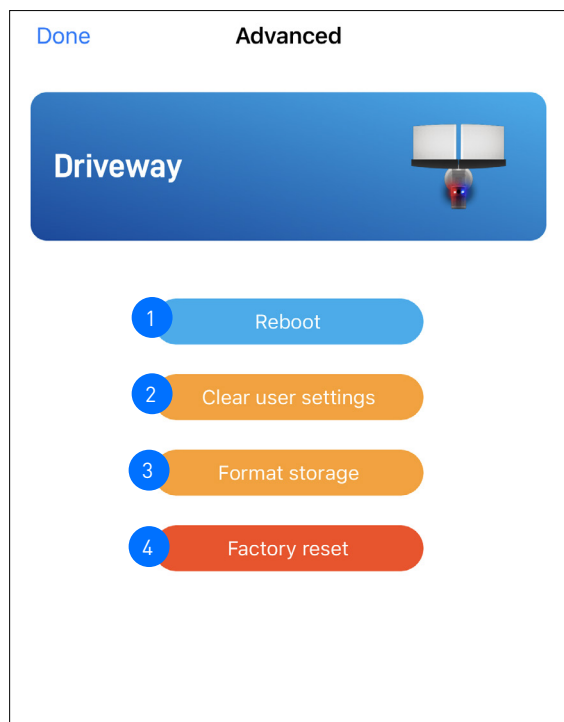 Done Advanced
Driveway
1 Reboot
2 Clear user settings
3 Format storage
4 Factory reset